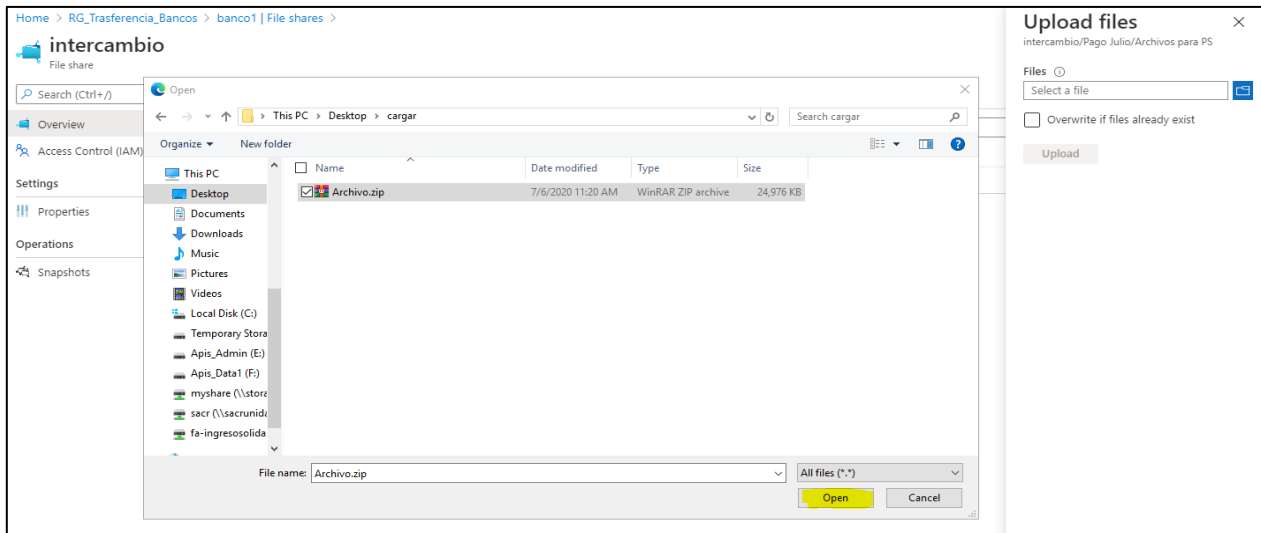 Home > RG_Trasferencia_Bancos > banco1 | File shares >
intercambio
File share
Search (Ctrl+/)
Overview
Access Control (IAM)
Settings
Properties
Operations
Snapshots
Open
This PC > Desktop > cargar
Search cargar
Organize
New folder
Name Date modified Type Size
Archivo.zip 7/6/2020 11:20 AM WinRAR ZIP archive 24,976 KB
This PC
Desktop
Documents
Downloads
Music
Pictures
Videos
Local Disk (C:)
Temporary Stora
Apis_Admin (E:)
Apis_Data1 (F:)
myshare (\\stora
sacr (\\sacrunida
fa-ingresosolida
File name: Archivo.zip
All files (*.*)
Open Cancel
Upload files
intercambio/Pago Julio/Archivos para PS
Files
Select a file
Overwrite if files already exist
Upload